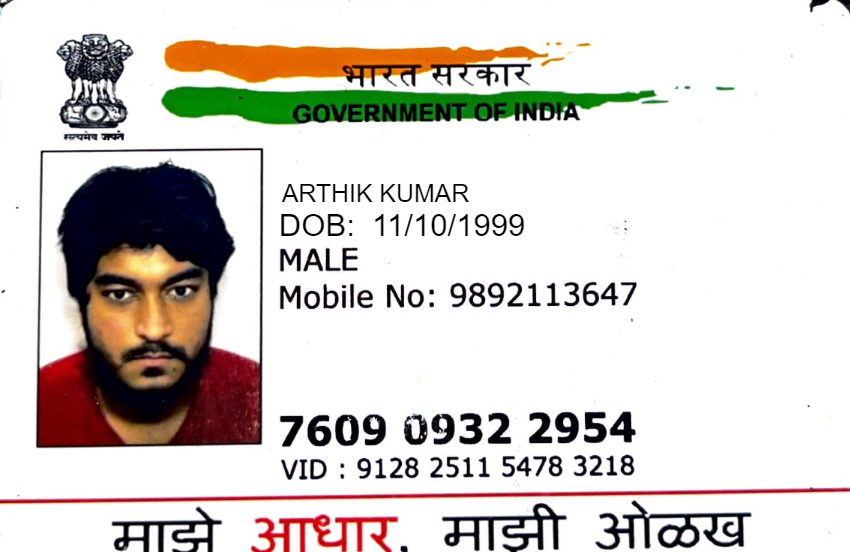 भारत सरकार
GOVERNMENT OF INDIA
सत्यमेव जयते
ARTHIK KUMAR
DOB: 11/10/1999
MALE
Mobile No: 9892113647
7609 0932 2954
VID : 9128 2511 5478 3218
माझे आधार, माझी ओळख